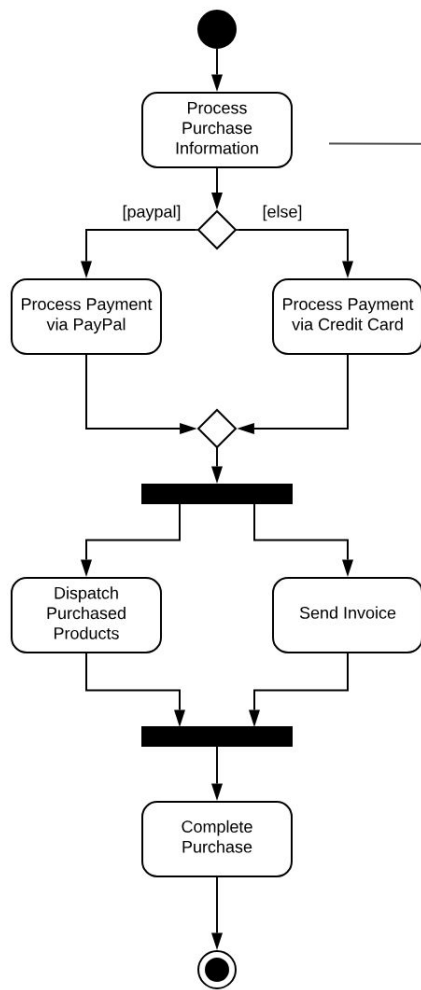 Process
Purchase
Information
[paypal]
[else]
Process Payment
via PayPal
Process Payment
via Credit Card
Dispatch
Purchased
Products
Send Invoice
Complete
Purchase